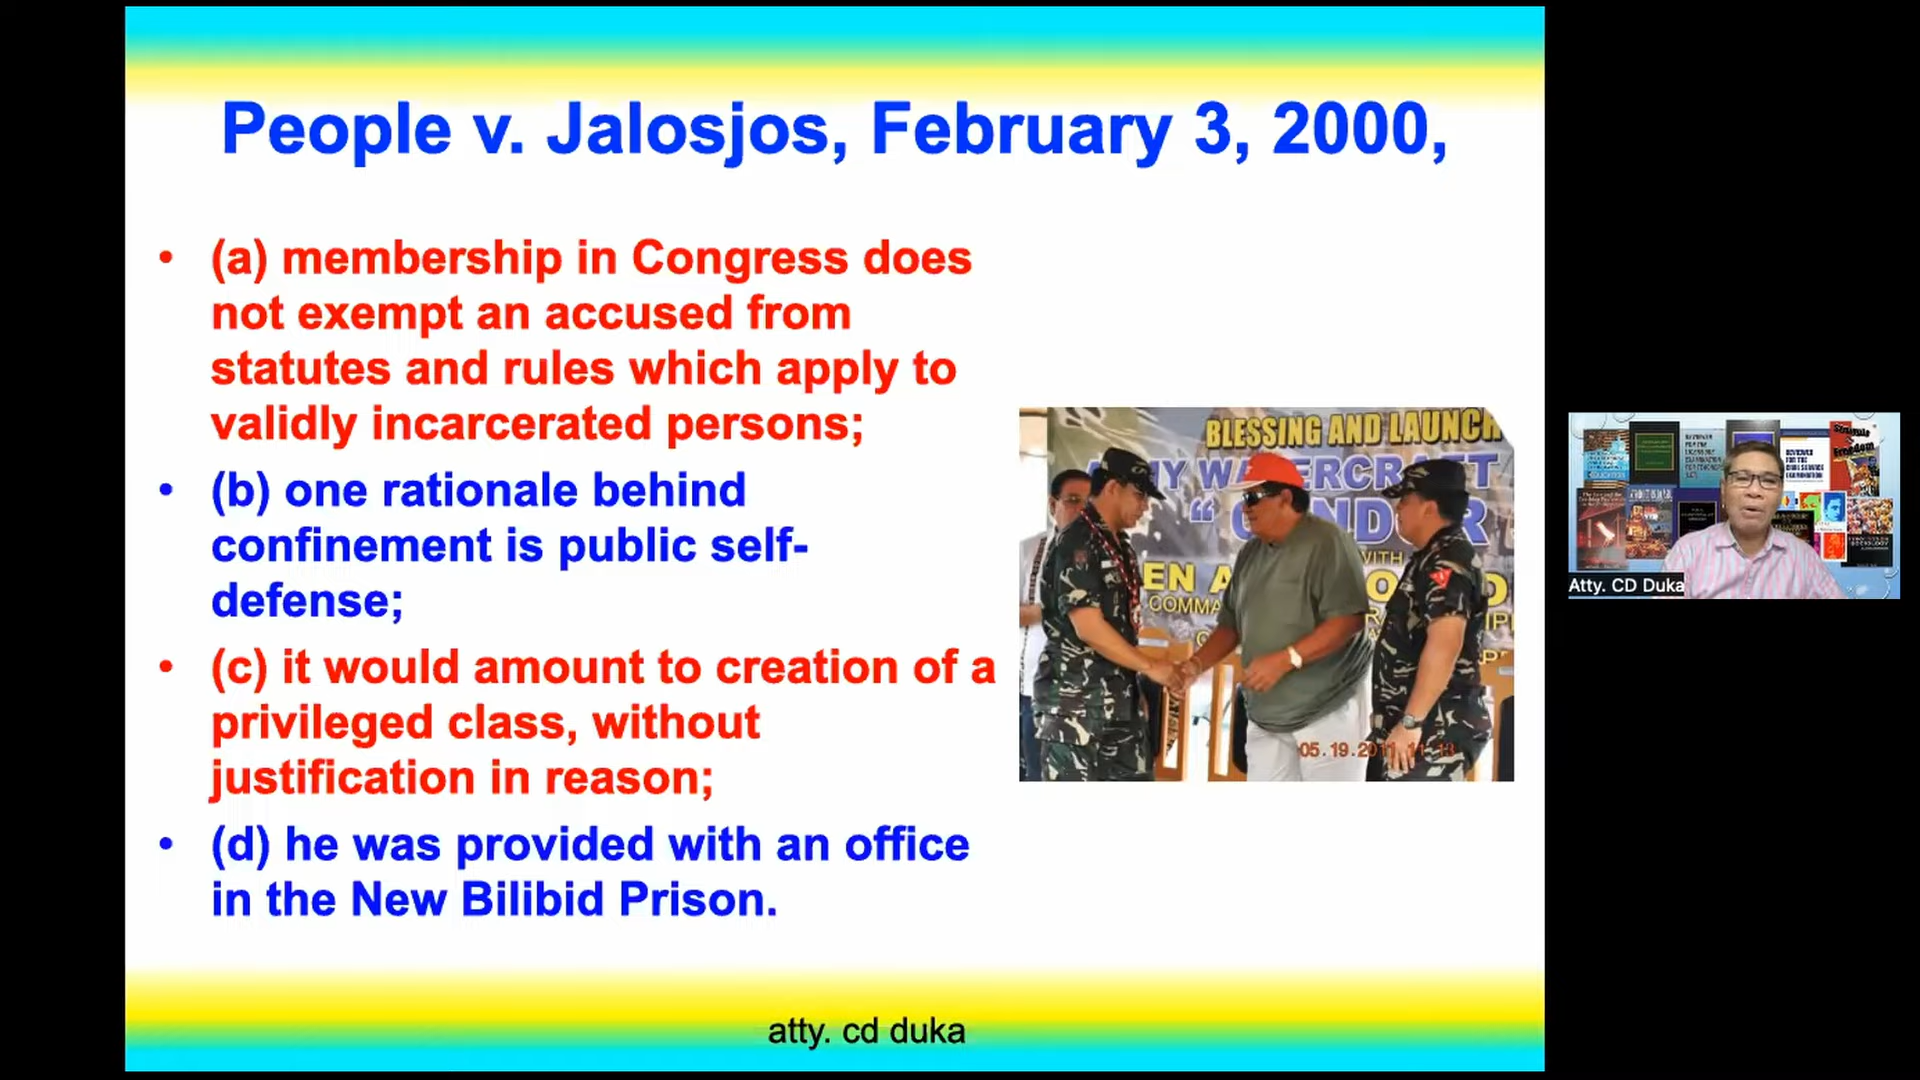 People v. Jalosjos, February 3, 2000,
• (a) membership in Congress does
not exempt an accused from
statutes and rules which apply to
validly incarcerated persons;
• (b) one rationale behind
confinement is public self-
defense;
• (c) it would amount to creation of a
privileged class, without
justification in reason;
• (d) he was provided with an office
in the New Bilibid Prison.
BLESSING AND LAUNCH
05.19.2011 11:13
atty. cd duka
Atty. CD Duka